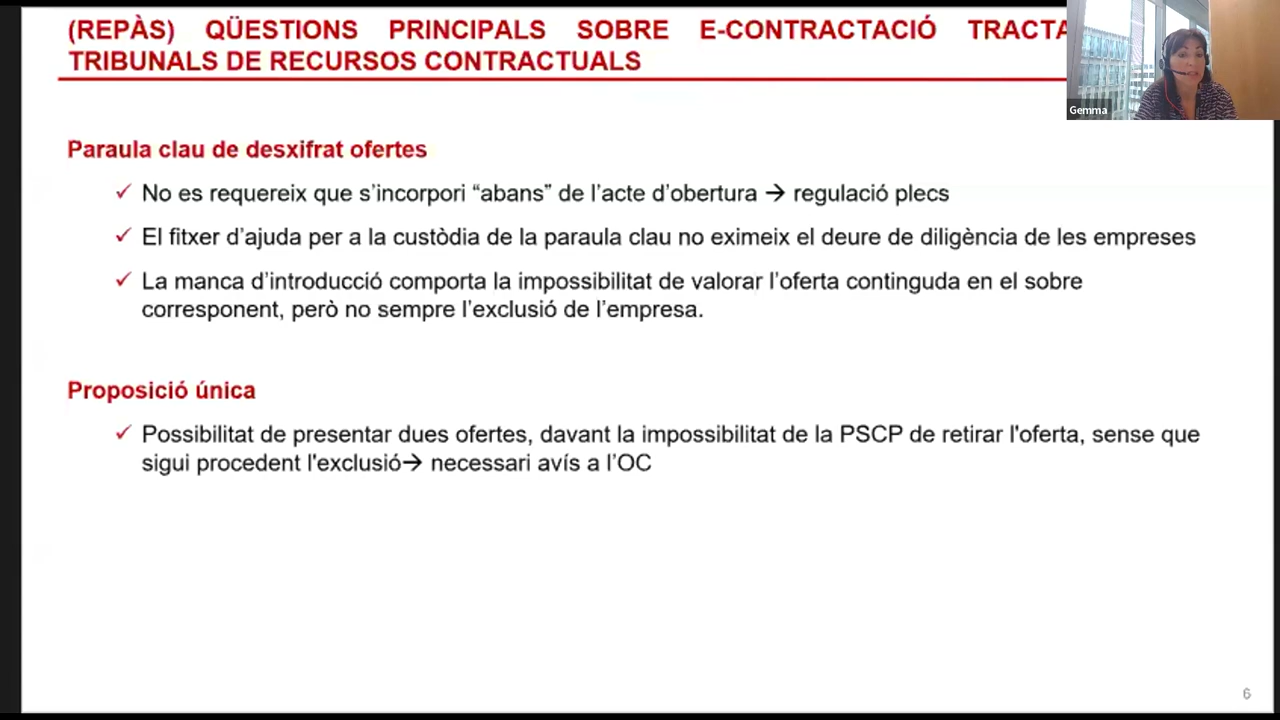 (REPÀS) QÜESTIONS PRINCIPALS SOBRE E-CONTRACTACIÓ
TRIBUNALS DE RECURSOS CONTRACTUALS
Gemma
Paraula clau de desxifrat ofertes
✓ No es requereix que s’incorpori “abans” de l’acte d’obertura → regulació plecs
✓ El fitxer d’ajuda per a la custòdia de la paraula clau no eximeix el deure de diligència de les empreses
✓ La manca d’introducció comporta la impossibilitat de valorar l’oferta continguda en el sobre
corresponent, però no sempre l’exclusió de l’empresa.
Proposició única
✓ Possibilitat de presentar dues ofertes, davant la impossibilitat de la PSCP de retirar l'oferta, sense que
sigui procedent l'exclusió→ necessari avís a l’OC
6